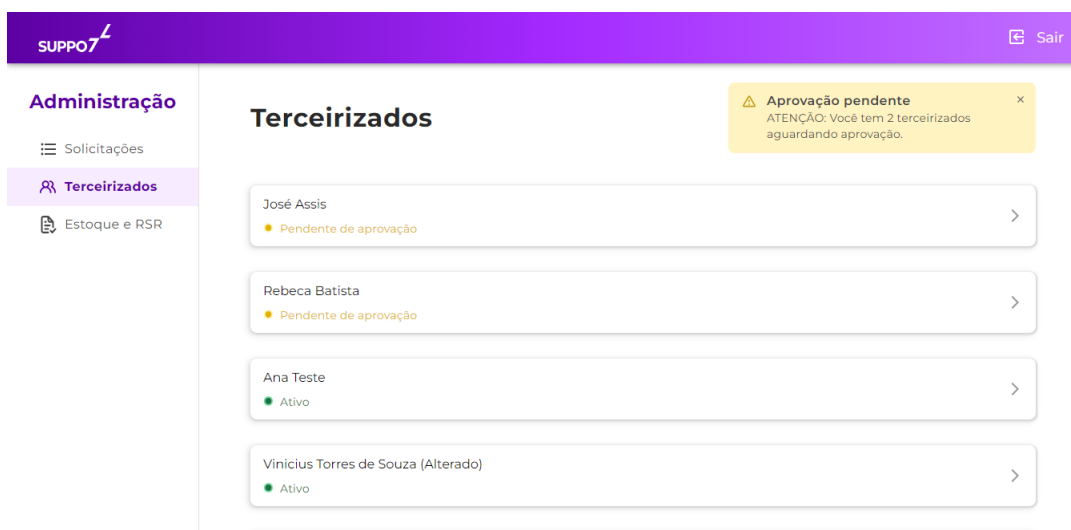 SUPPO7
Sair
Administração
Solicitações
Terceirizados
Estoque e RSR
Terceirizados
Aprovação pendente
ATENÇÃO: Você tem 2 terceirizados
aguardando aprovação.
José Assis
Pendente de aprovação
Rebeca Batista
Pendente de aprovação
Ana Teste
Ativo
Vinicius Torres de Souza (Alterado)
Ativo